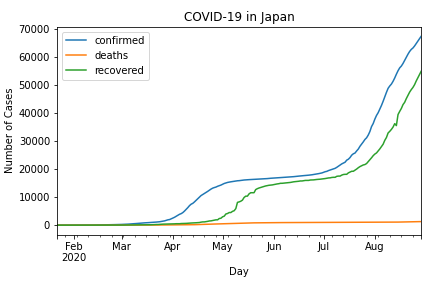 COVID-19 in Japan
70000
60000
50000
40000
30000
20000
10000
0
Number of Cases
confirmed
deaths
recovered
Feb Mar Apr May Jun Jul Aug
2020
Day